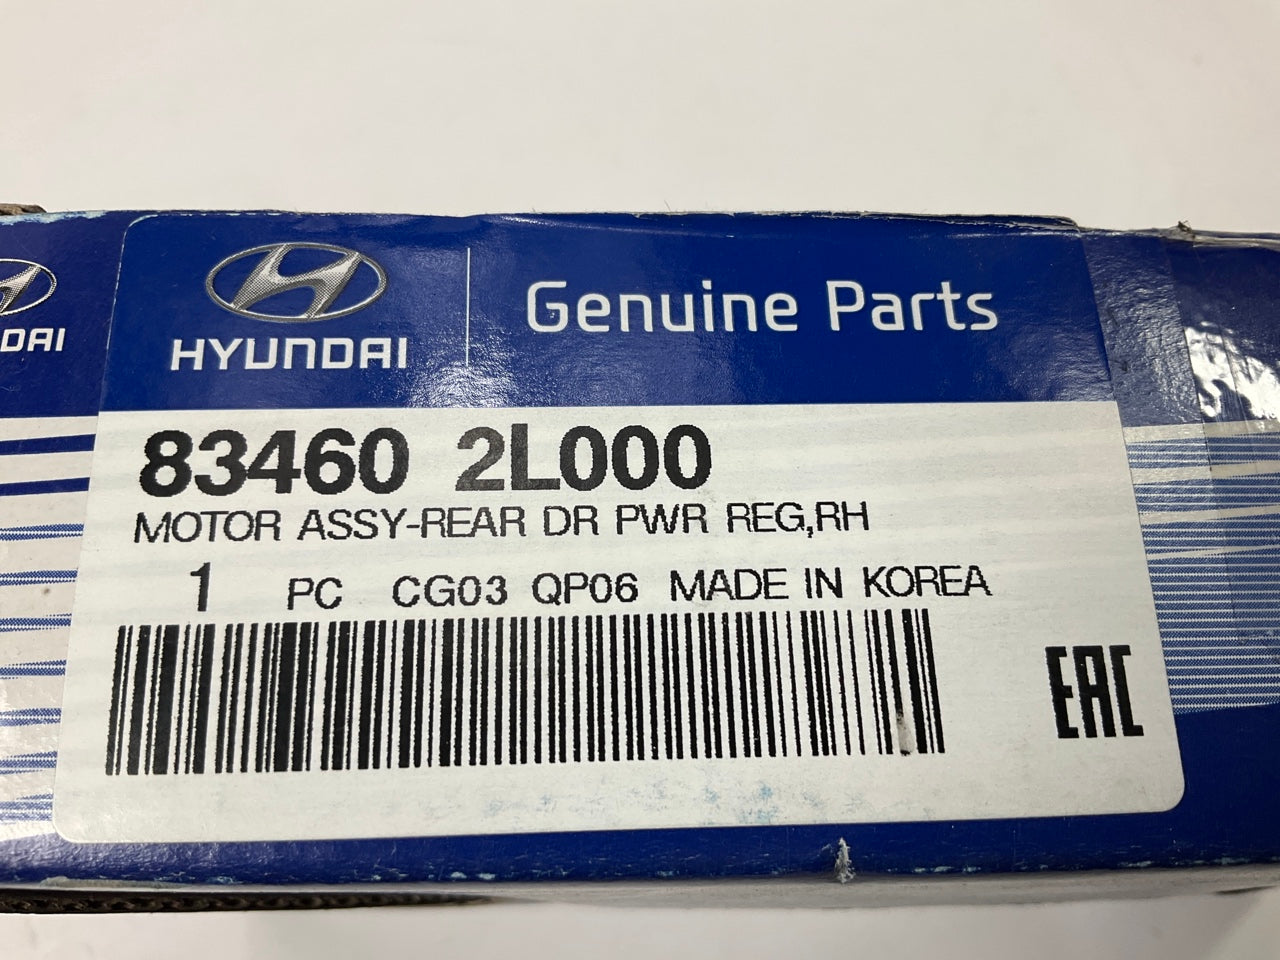 HYUNDAI
Genuine Parts
DAI
83460 2L000
MOTOR ASSY-REAR DR PWR REG,RH
1 PC CG03 QP06 MADE IN KOREA
EAC